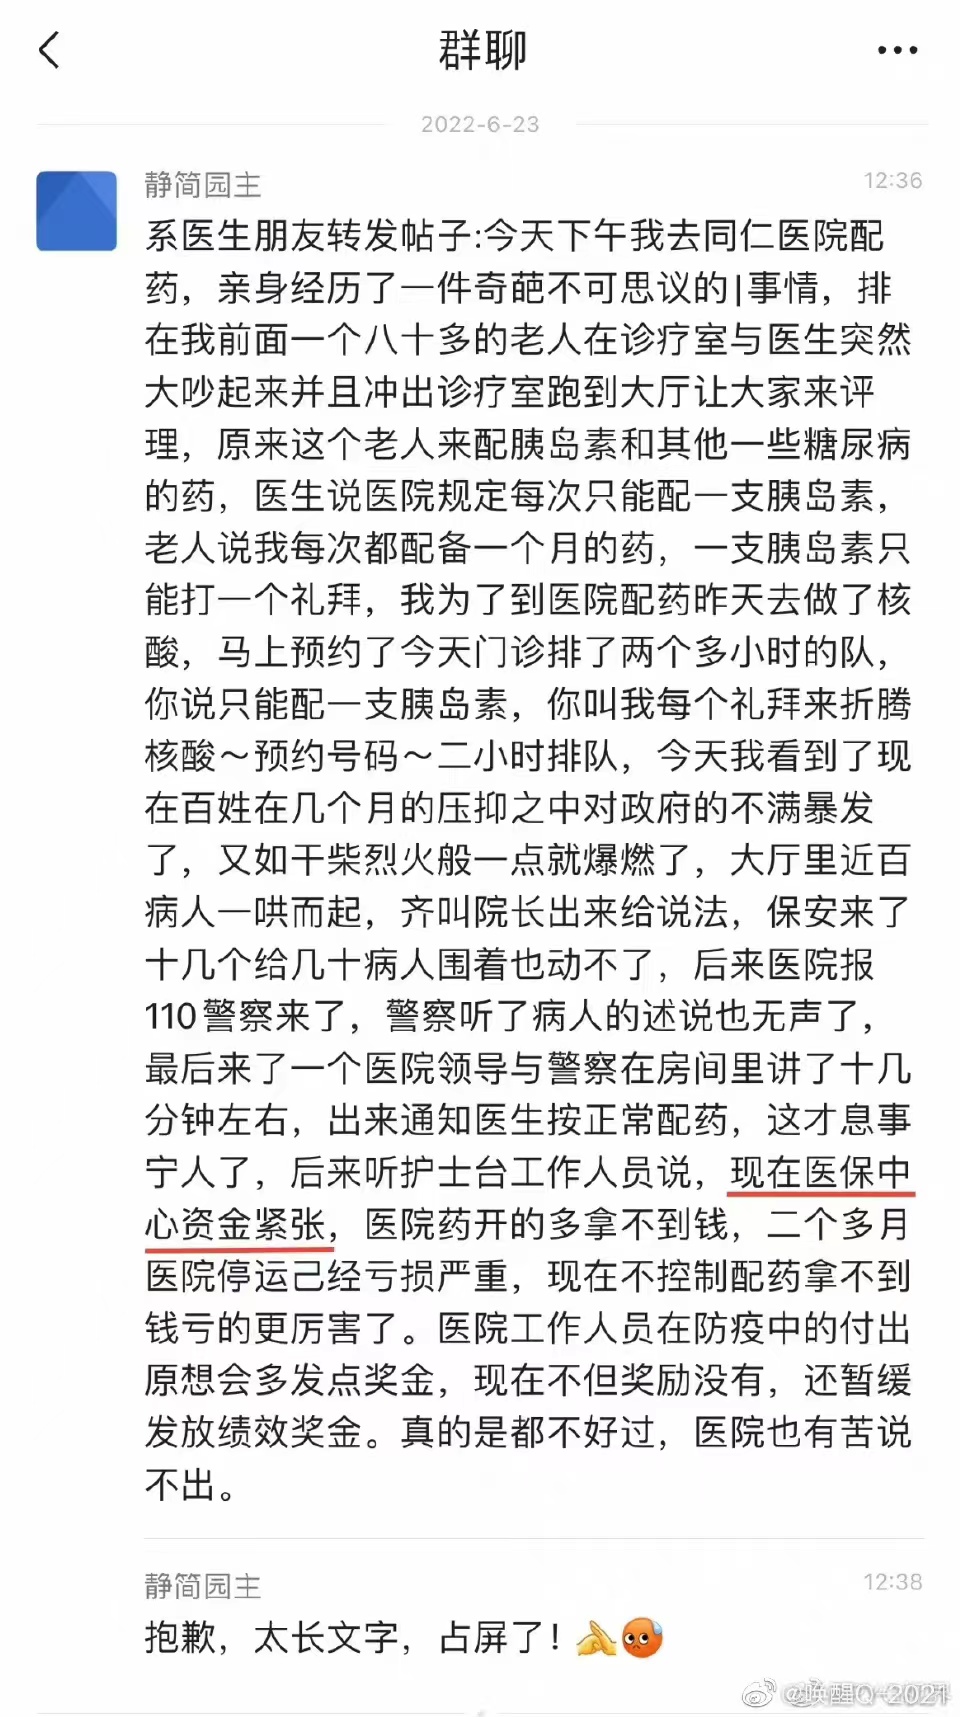 群聊
2022-6-23
静简园主
12:36
系医生朋友转发帖子:今天下午我去同仁医院配
药，亲身经历了一件奇葩不可思议的|事情，排
在我前面一个八十多的老人在诊疗室与医生突然
大吵起来并且冲出诊疗室跑到大厅让大家来评
理，原来这个老人来配胰岛素和其他一些糖尿病
的药，医生说医院规定每次只能配一支胰岛素，
老人说我每次都配备一个月的药，一支胰岛素只
能打一个礼拜，我为了到医院配药昨天去做了核
酸，马上预约了今天门诊排了两个多小时的队，
你说只能配一支胰岛素，你叫我每个礼拜来折腾
核酸～预约号码～二小时排队，今天我看到了现
在百姓在几个月的压抑之中对政府的不满暴发
了，又如干柴烈火般一点就爆燃了，大厅里近百
病人一哄而起，齐叫院长出来给说法，保安来了
十几个给几十病人围着也动不了，后来医院报
110警察来了，警察听了病人的述说也无声了，
最后来了一个医院领导与警察在房间里讲了十几
分钟左右，出来通知医生按正常配药，这才息事
宁人了，后来听护士台工作人员说，现在医保中
心资金紧张，医院药开的多拿不到钱，二个多月
医院停运己经亏损严重，现在不控制配药拿不到
钱亏的更厉害了。医院工作人员在防疫中的付出
原想会多发点奖金，现在不但奖励没有，还暂缓
发放绩效奖金。真的是都不好过，医院也有苦说
不出。
静简园主
12:38
抱歉，太长文字，占屏了！
@唤醒Q-2021